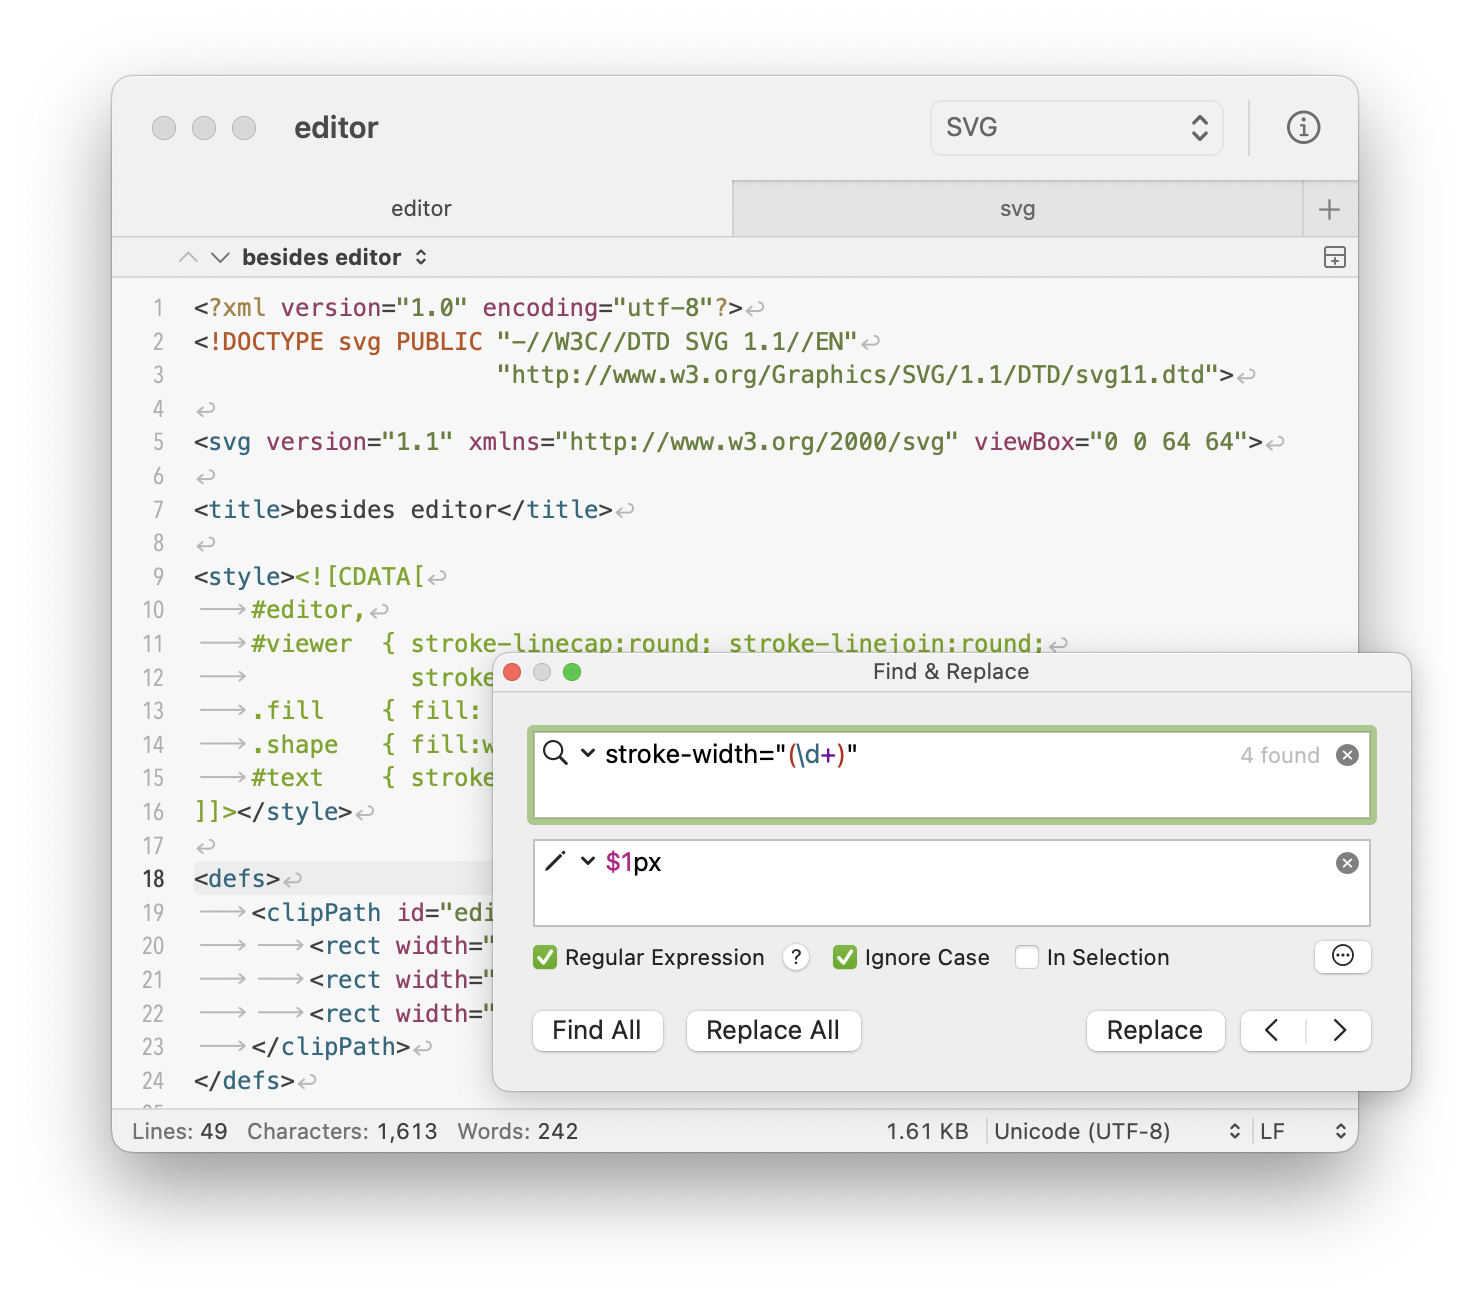 editor
SVG
editor
svg
besides editor
1 <?xml version="1.0" encoding="utf-8"?>
2 <!DOCTYPE svg PUBLIC "-//W3C//DTD SVG 1.1//EN"
3 "http://www.w3.org/Graphics/SVG/1.1/DTD/svg11.dtd">
4
5 <svg version="1.1" xmlns="http://www.w3.org/2000/svg" viewBox="0 0 64 64">
6
7 <title>besides editor</title>
8
9 <style><![CDATA[
10 #editor,
11 #viewer { stroke-linecap:round; stroke-linejoin:round;
12 stroke
13 .fill { fill:
14 .shape { fill:w
15 #text { stroke
16 ]]></style>
17
18 <defs>
19 <clipPath id="edi
20 <rect width="
21 <rect width="
22 <rect width="
23 </clipPath>
24 </defs>
Find & Replace
stroke-width="(\d+)"
4 found
$1px
Regular Expression ? Ignore Case In Selection
Find All Replace All Replace
Lines: 49 Characters: 1,613 Words: 242 1.61 KB Unicode (UTF-8) LF